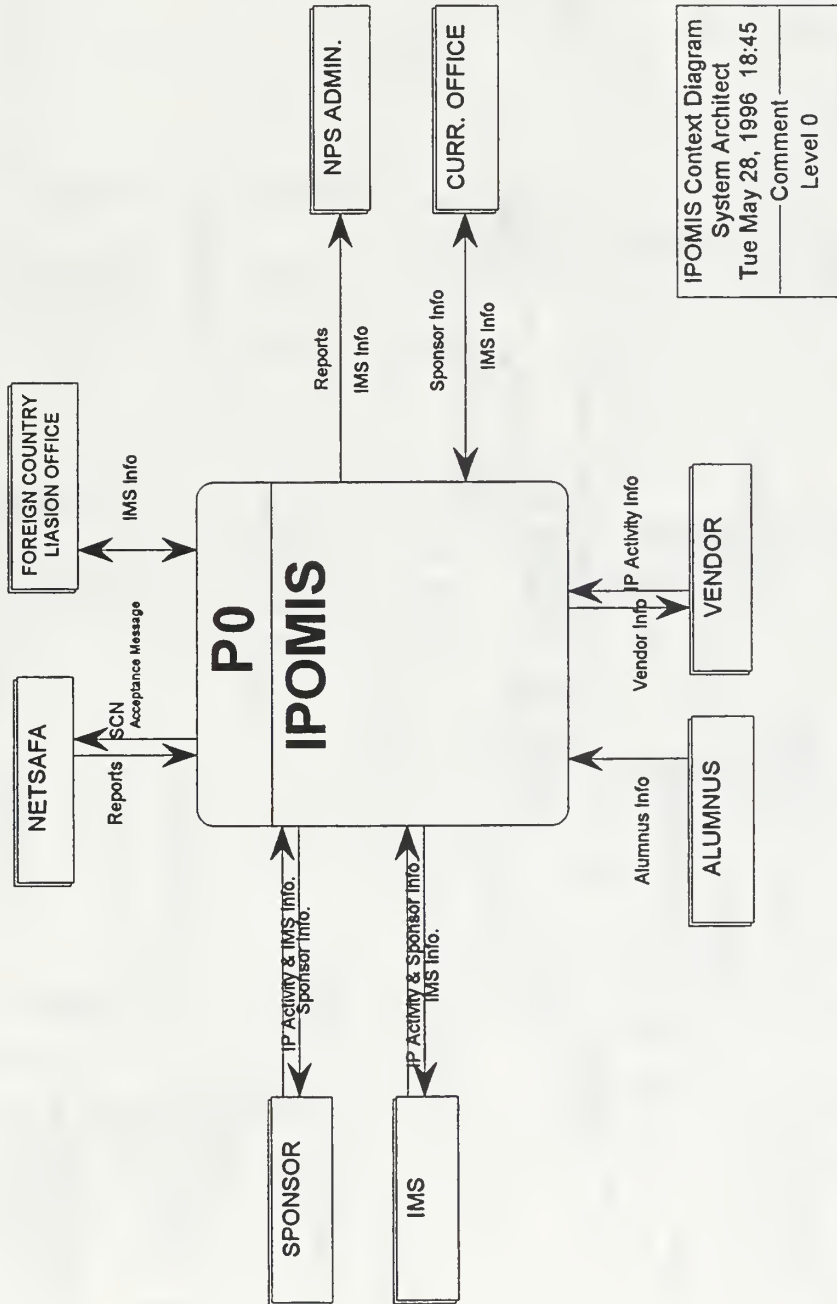 FOREIGN COUNTRY
LIASION OFFICE
NETSAFA
IMS Info
Reports
SCN
Acceptance Message
SPONSOR
IP Activity & IMS Info.
Sponsor Info.
IMS
IP Activity & Sponsor Info
IMS Info.
P0
IPOMIS
Reports
IMS Info
NPS ADMIN.
Sponsor Info
IMS Info
CURR. OFFICE
Alumnus Info
ALUMNUS
Vendor Info
IP Activity Info
VENDOR
IPOMIS Context Diagram
System Architect
Tue May 28, 1996 18:45
Comment
Level 0